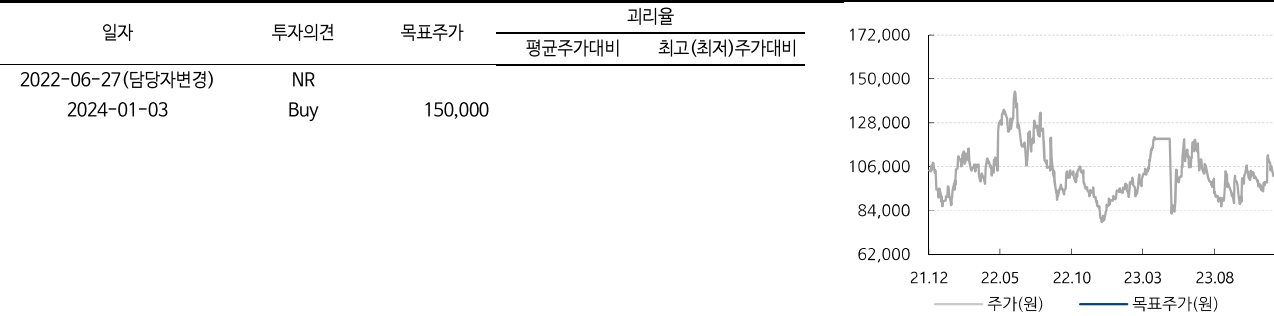 일자 투자의견 목표주가 괴리율
평균주가대비 최고(최저)주가대비
2022-06-27(담당자변경) NR
2024-01-03 Buy 150,000
172,000
150,000
128,000
106,000
84,000
62,000
21.12 22.05 22.10 23.03 23.08
주가(원) 목표주가(원)